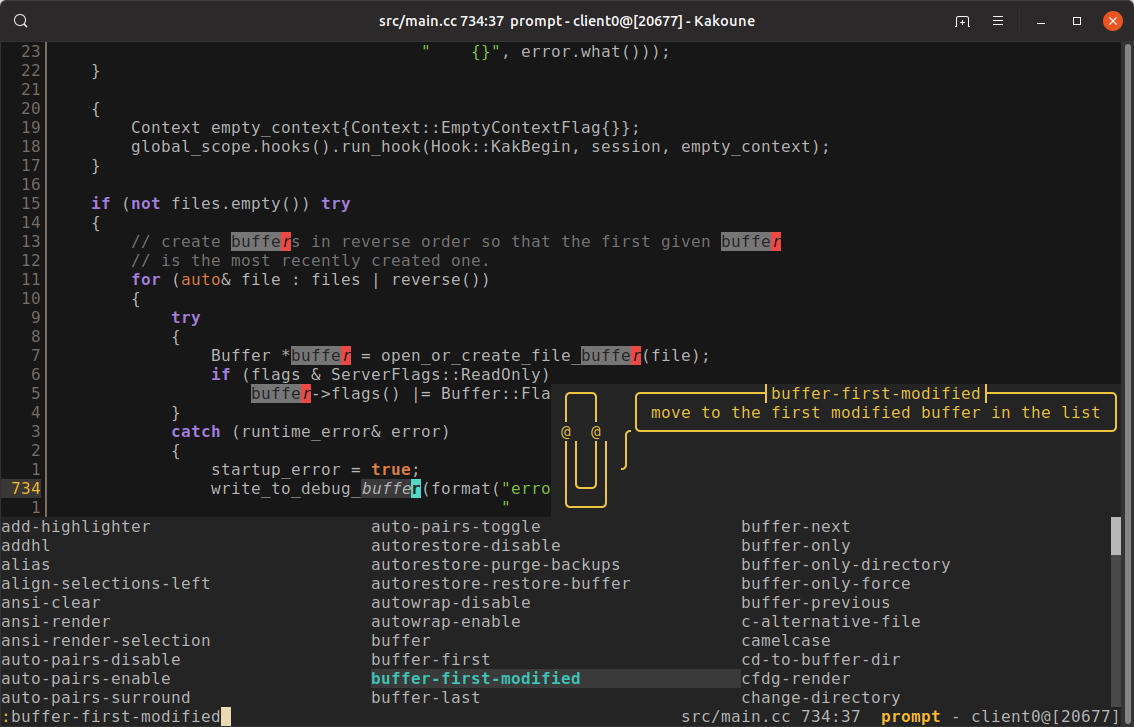 src/main.cc 734:37 prompt - client0@[20677] - Kakoune
23 "    {}", error.what()));
22     }
21
20     {
19         Context empty_context{Context::EmptyContextFlag{}};
18         global_scope.hooks().run_hook(Hook::KakBegin, session, empty_context);
17     }
16
15     if (not files.empty()) try
14     {
13         // create buffers in reverse order so that the first given buffer
12         // is the most recently created one.
11         for (auto& file : files | reverse())
10         {
9             try
8             {
7                 Buffer *buffer = open_or_create_file_buffer(file);
6                 if (flags & ServerFlags::ReadOnly)
5                     buffer->flags() |= Buffer::Fla
buffer-first-modified
move to the first modified buffer in the list
@ @
4             }
3             catch (runtime_error& error)
2             {
1                 startup_error = true;
734                 write_to_debug_buffer(format("erro
1                                              "
add-highlighter auto-pairs-toggle buffer-next
addhl autorestore-disable buffer-only
alias autorestore-purge-backups buffer-only-directory
align-selections-left autorestore-restore-buffer buffer-only-force
ansi-clear autowrap-disable buffer-previous
ansi-render autowrap-enable c-alternative-file
ansi-render-selection buffer camelcase
auto-pairs-disable buffer-first cd-to-buffer-dir
auto-pairs-enable buffer-first-modified cfdg-render
auto-pairs-surround buffer-last change-directory
:buffer-first-modified src/main.cc 734:37 prompt - client0@[20677]